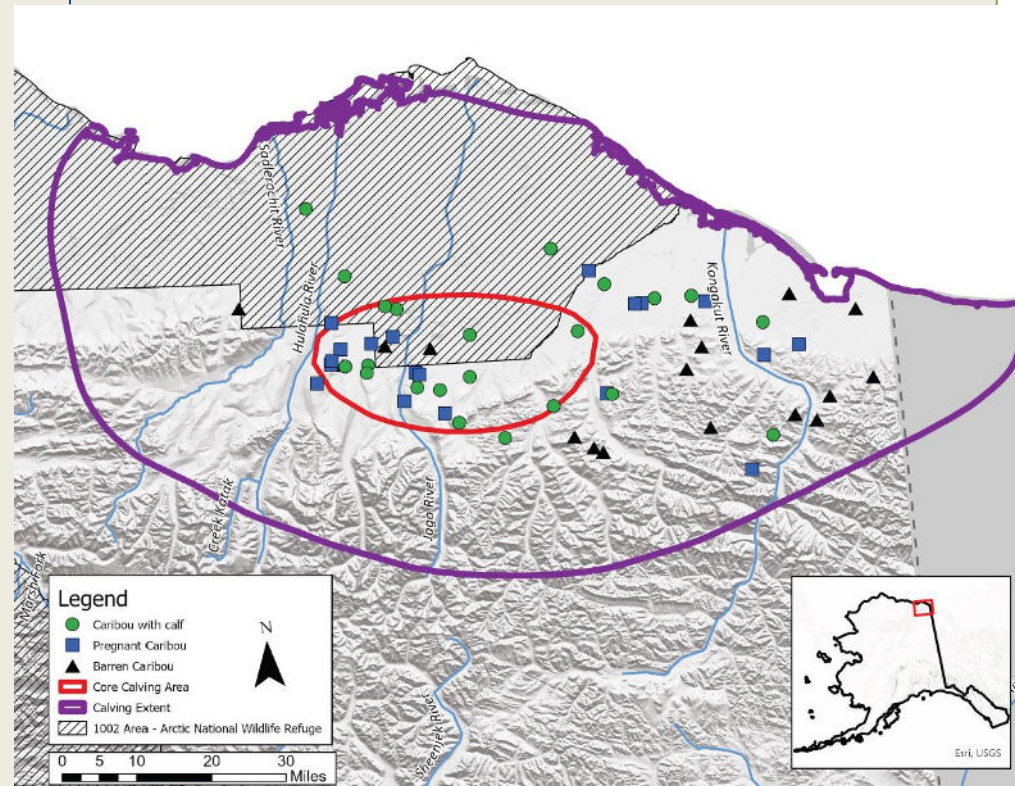 Sadlerochit River
Hulahula River
Kongakut River
Creek Katak
Jago River
Marsh Fork
Sheenjek River
Legend
Caribou with calf
Pregnant Caribou
Barren Caribou
Core Calving Area
Calving Extent
1002 Area - Arctic National Wildlife Refuge
N
0 5 10 20 30
Miles
Esri, USGS